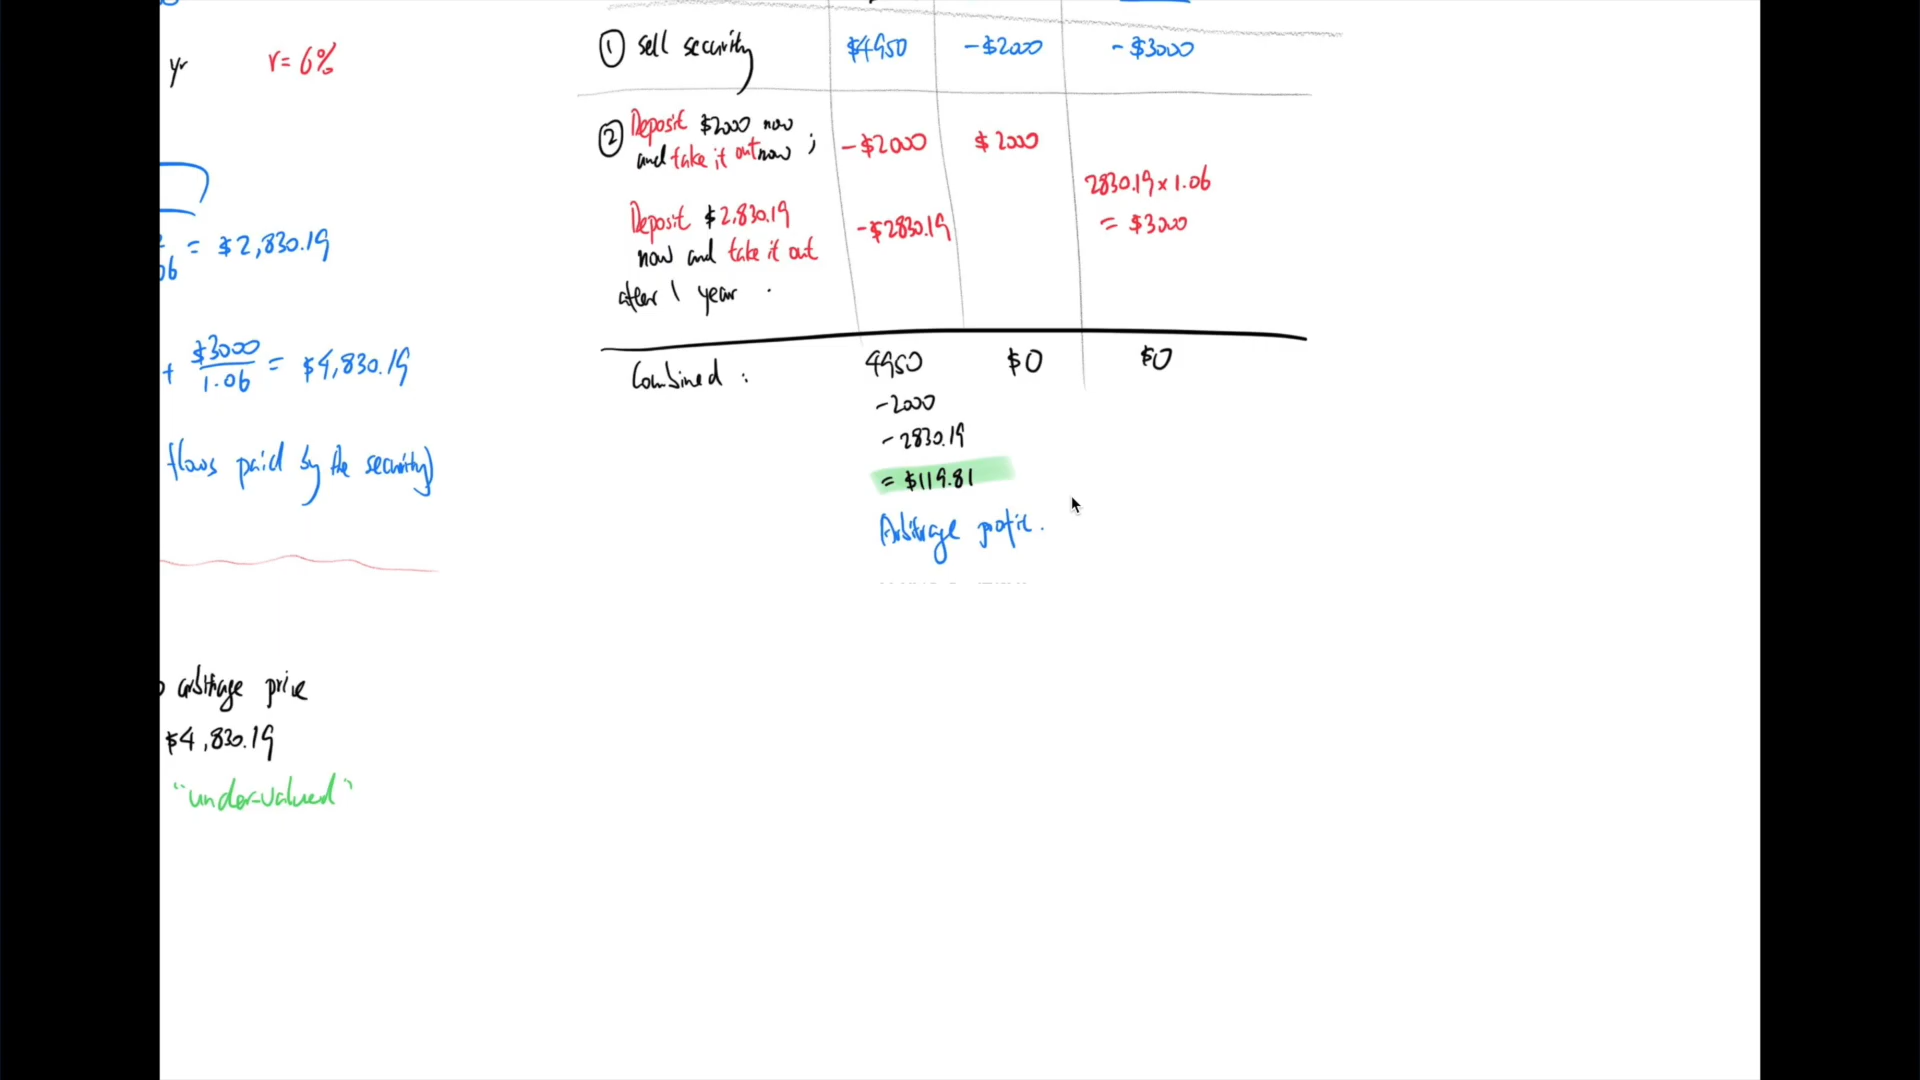 yr r= 6%
= $2,830.19
06
+ $3000 / 1.06 = $4,830.19
flows paid by the security)
arbitrage price
$4,830.19
"under-valued"
① sell security $4950 -$2000 - $3000
② Deposit $2000 now -$2000 $2000
and take it out now ;
2830.19 x 1.06
= $3000
Deposit $2,830.19 -$2830.19
now and take it out
after 1 year .
Combined : 4950 $0 $0
-2000
-2830.19
= $119.81
Arbitrage profit.